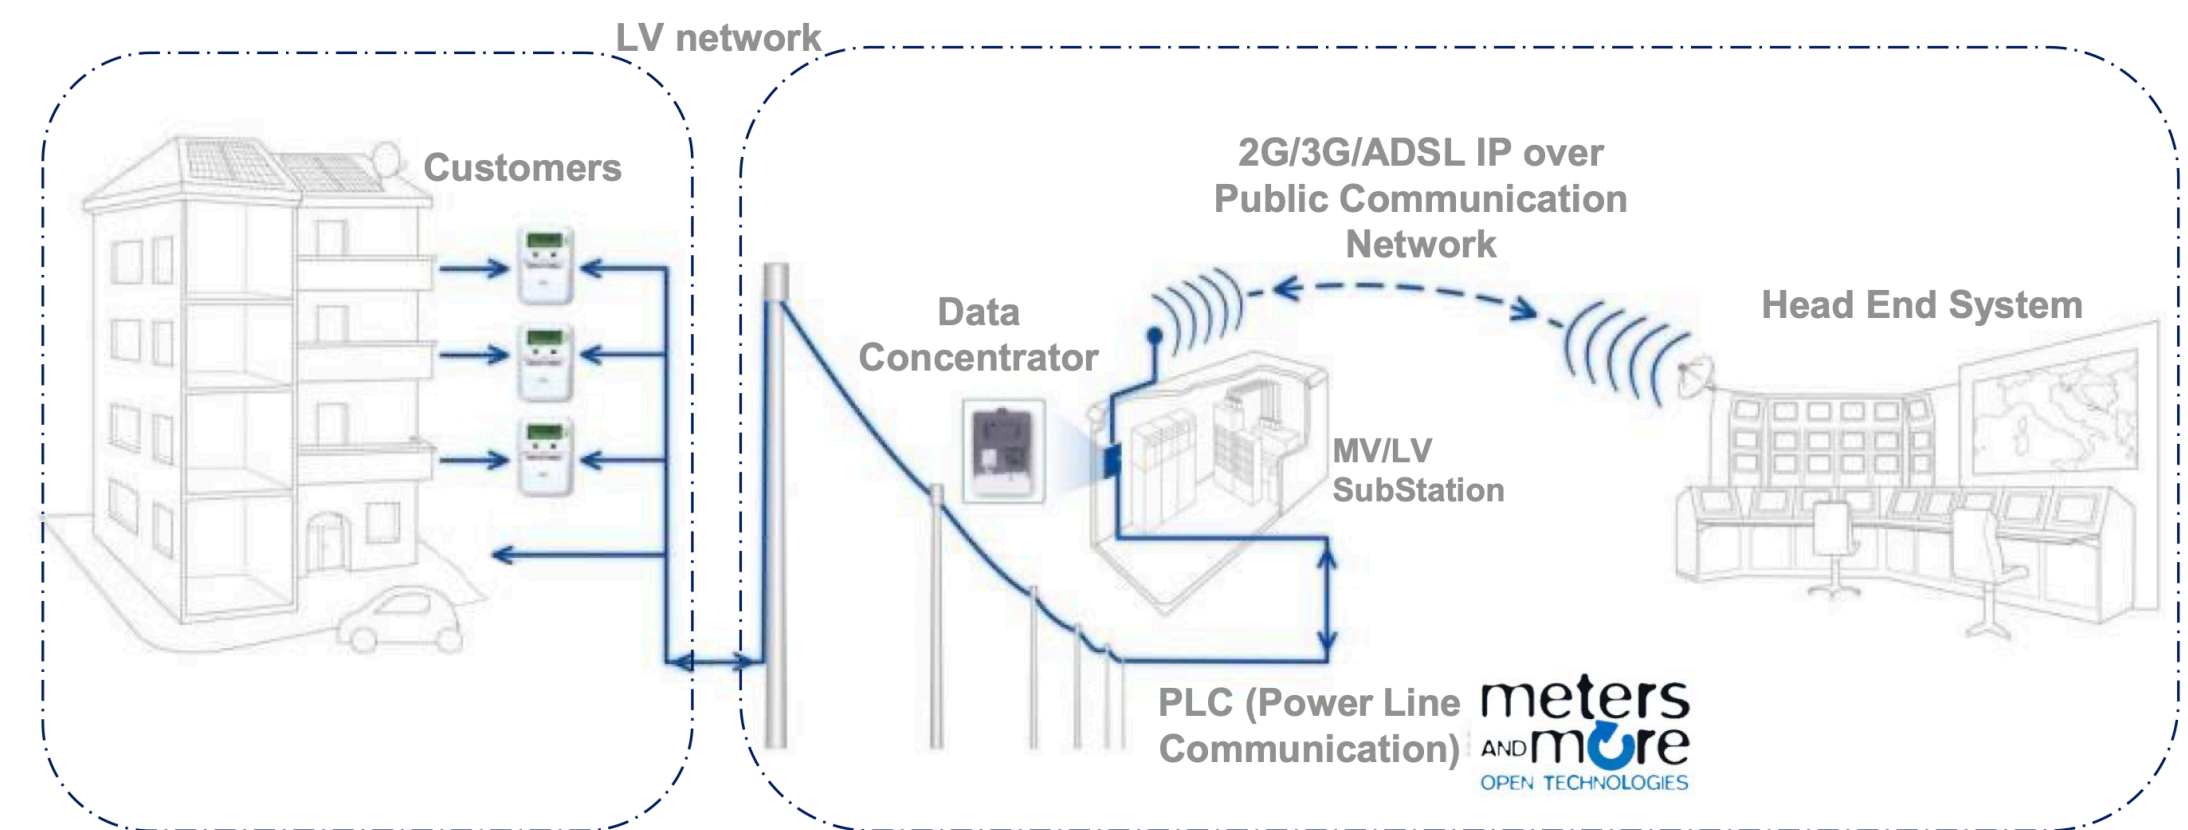 LV network
Customers
2G/3G/ADSL IP over
Public Communication
Network
Data
Concentrator
Head End System
MV/LV
SubStation
PLC (Power Line
Communication)
meters
AND more
OPEN TECHNOLOGIES